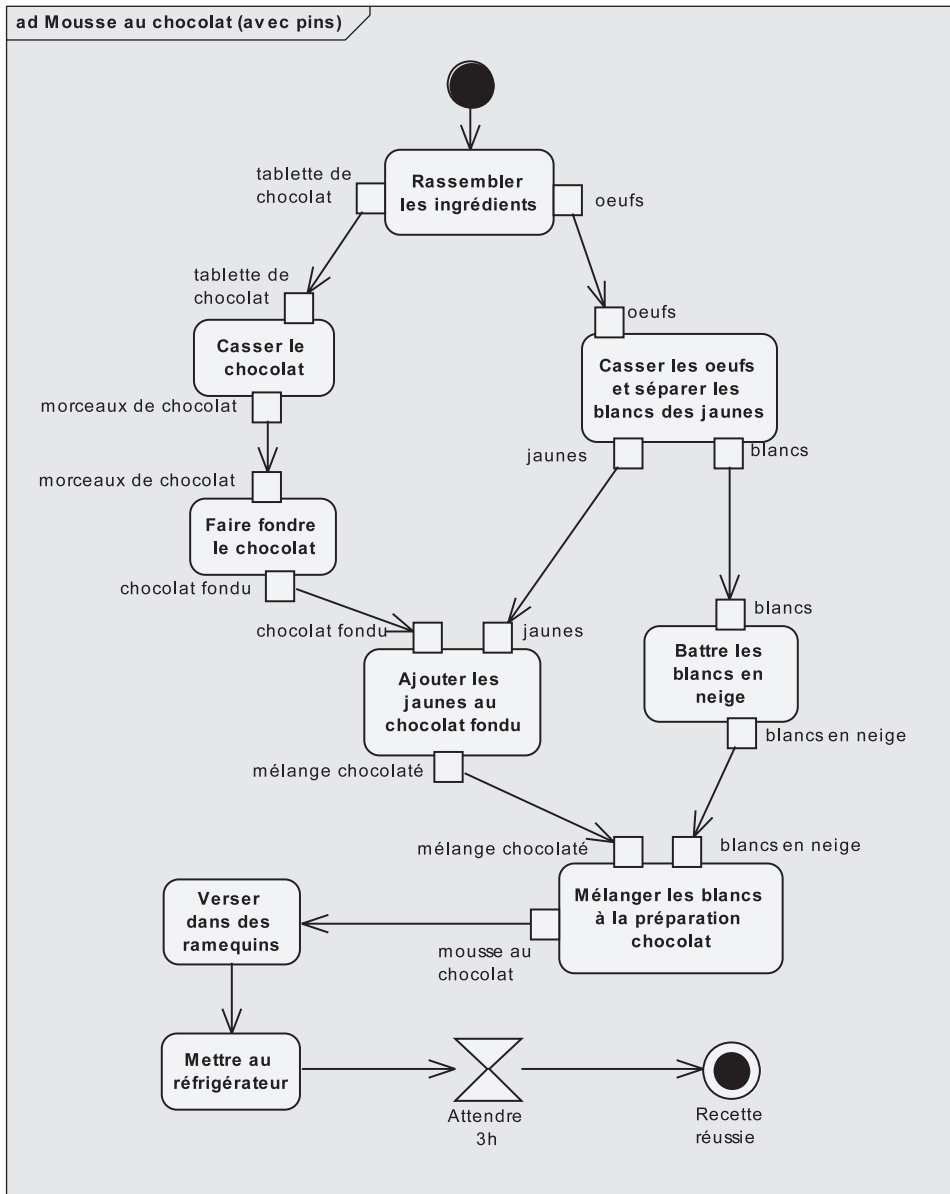 ad Mousse au chocolat (avec pins)
tablette de
chocolat
Rassembler
les ingrédients
oeufs
tablette de
chocolat
oeufs
Casser le
chocolat
Casser les oeufs
et séparer les
blancs des jaunes
morceaux de chocolat
jaunes
blancs
morceaux de chocolat
Faire fondre
le chocolat
chocolat fondu
blancs
chocolat fondu
jaunes
Battre les
blancs en
neige
Ajouter les
jaunes au
chocolat fondu
blancs en neige
mélange chocolaté
mélange chocolaté
blancs en neige
Verser
dans des
ramequins
Mélanger les blancs
à la préparation
chocolat
mousse au
chocolat
Mettre au
réfrigérateur
Attendre
3h
Recette
réussie